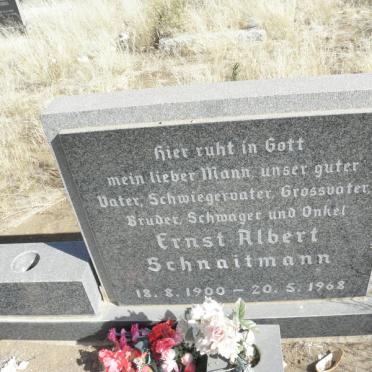 Hier ruht in Gott
mein lieber Mann, unser guter
Vater, Schwiegervater, Grossvater,
Bruder, Schwager und Onkel
Ernst Albert
Schnaitmann
18. 8. 1900 – 20. 5. 1968